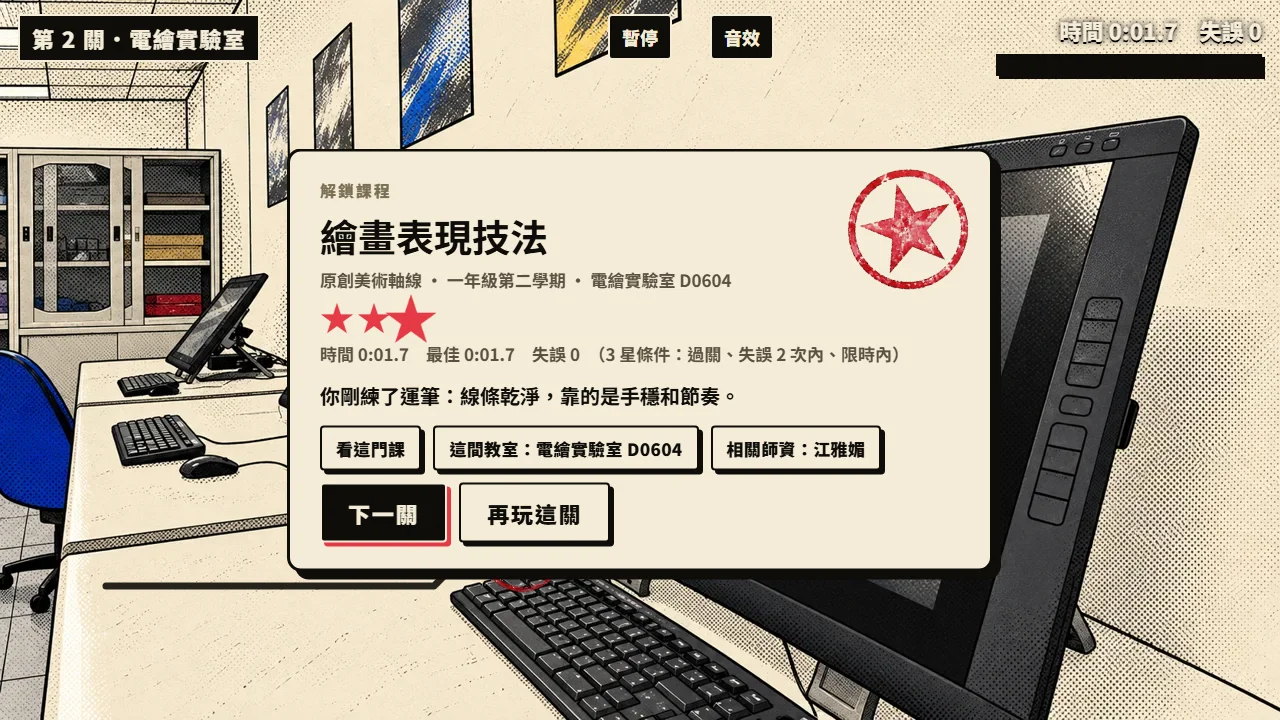 第 2 關・電繪實驗室
暫停
音效
時間 0:01.7 失誤 0
解鎖課程
繪畫表現技法
原創美術軸線 ・ 一年級第二學期 ・ 電繪實驗室 D0604
時間 0:01.7 最佳 0:01.7 失誤 0 （3 星條件：過關、失誤 2 次內、限時內）
你剛練了運筆：線條乾淨，靠的是手穩和節奏。
看這門課
這間教室：電繪實驗室 D0604
相關師資：江雅媚
下一關
再玩這關